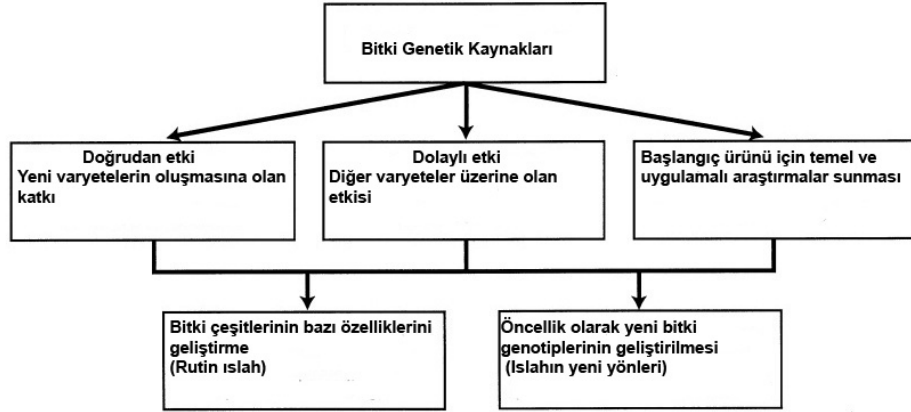 Bitki Genetik Kaynakları
Doğrudan etki
Yeni varyetelerin oluşmasına olan
katkı
Dolaylı etki
Diğer varyeteler üzerine olan
etkisi
Başlangıç ürünü için temel ve
uygulamalı araştırmalar sunması
Bitki çeşitlerinin bazı özelliklerini
geliştirme
(Rutin ıslah)
Öncellik olarak yeni bitki
genotiplerinin geliştirilmesi
(Islahın yeni yönleri)